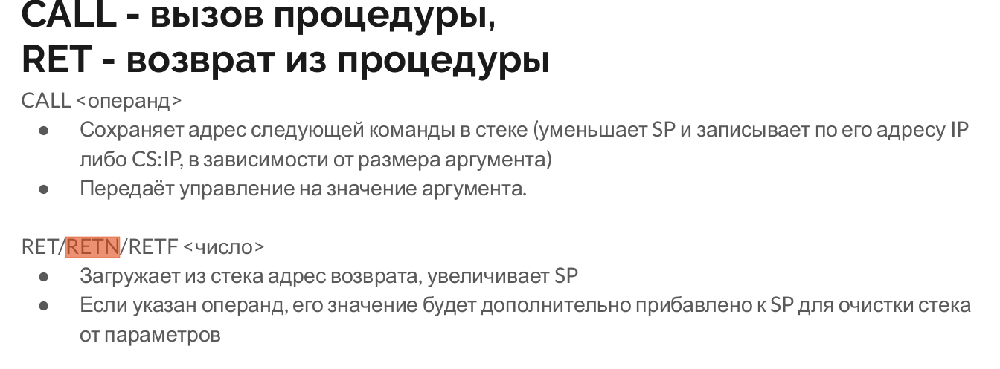 CALL - вызов процедуры,
RET - возврат из процедуры
CALL <операнд>
● Сохраняет адрес следующей команды в стеке (уменьшает SP и записывает по его адресу IP
либо CS:IP, в зависимости от размера аргумента)
● Передаёт управление на значение аргумента.
RET/RETN/RETF <число>
● Загружает из стека адрес возврата, увеличивает SP
● Если указан операнд, его значение будет дополнительно прибавлено к SP для очистки стека
от параметров